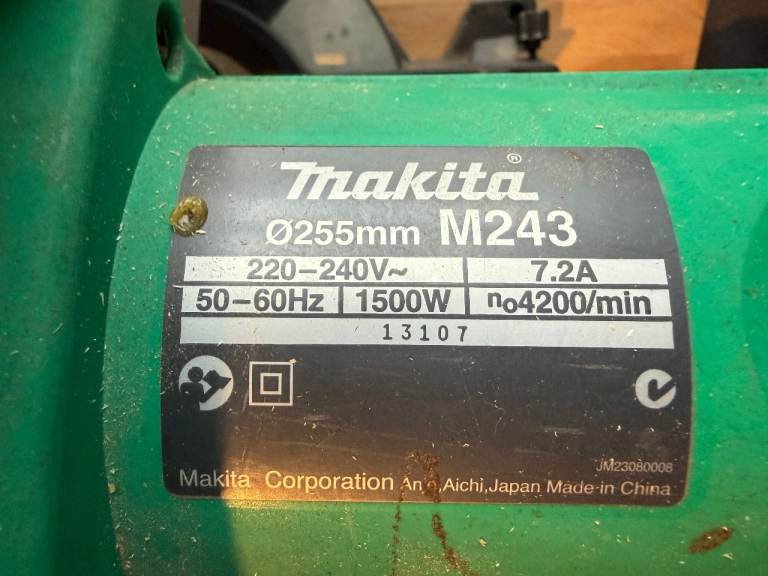 makita®
Ø255mm M243
220–240V~ 7.2A
50–60Hz 1500W no4200/min
13107
JM23080008
Makita Corporation Anjo, Aichi, Japan Made in China